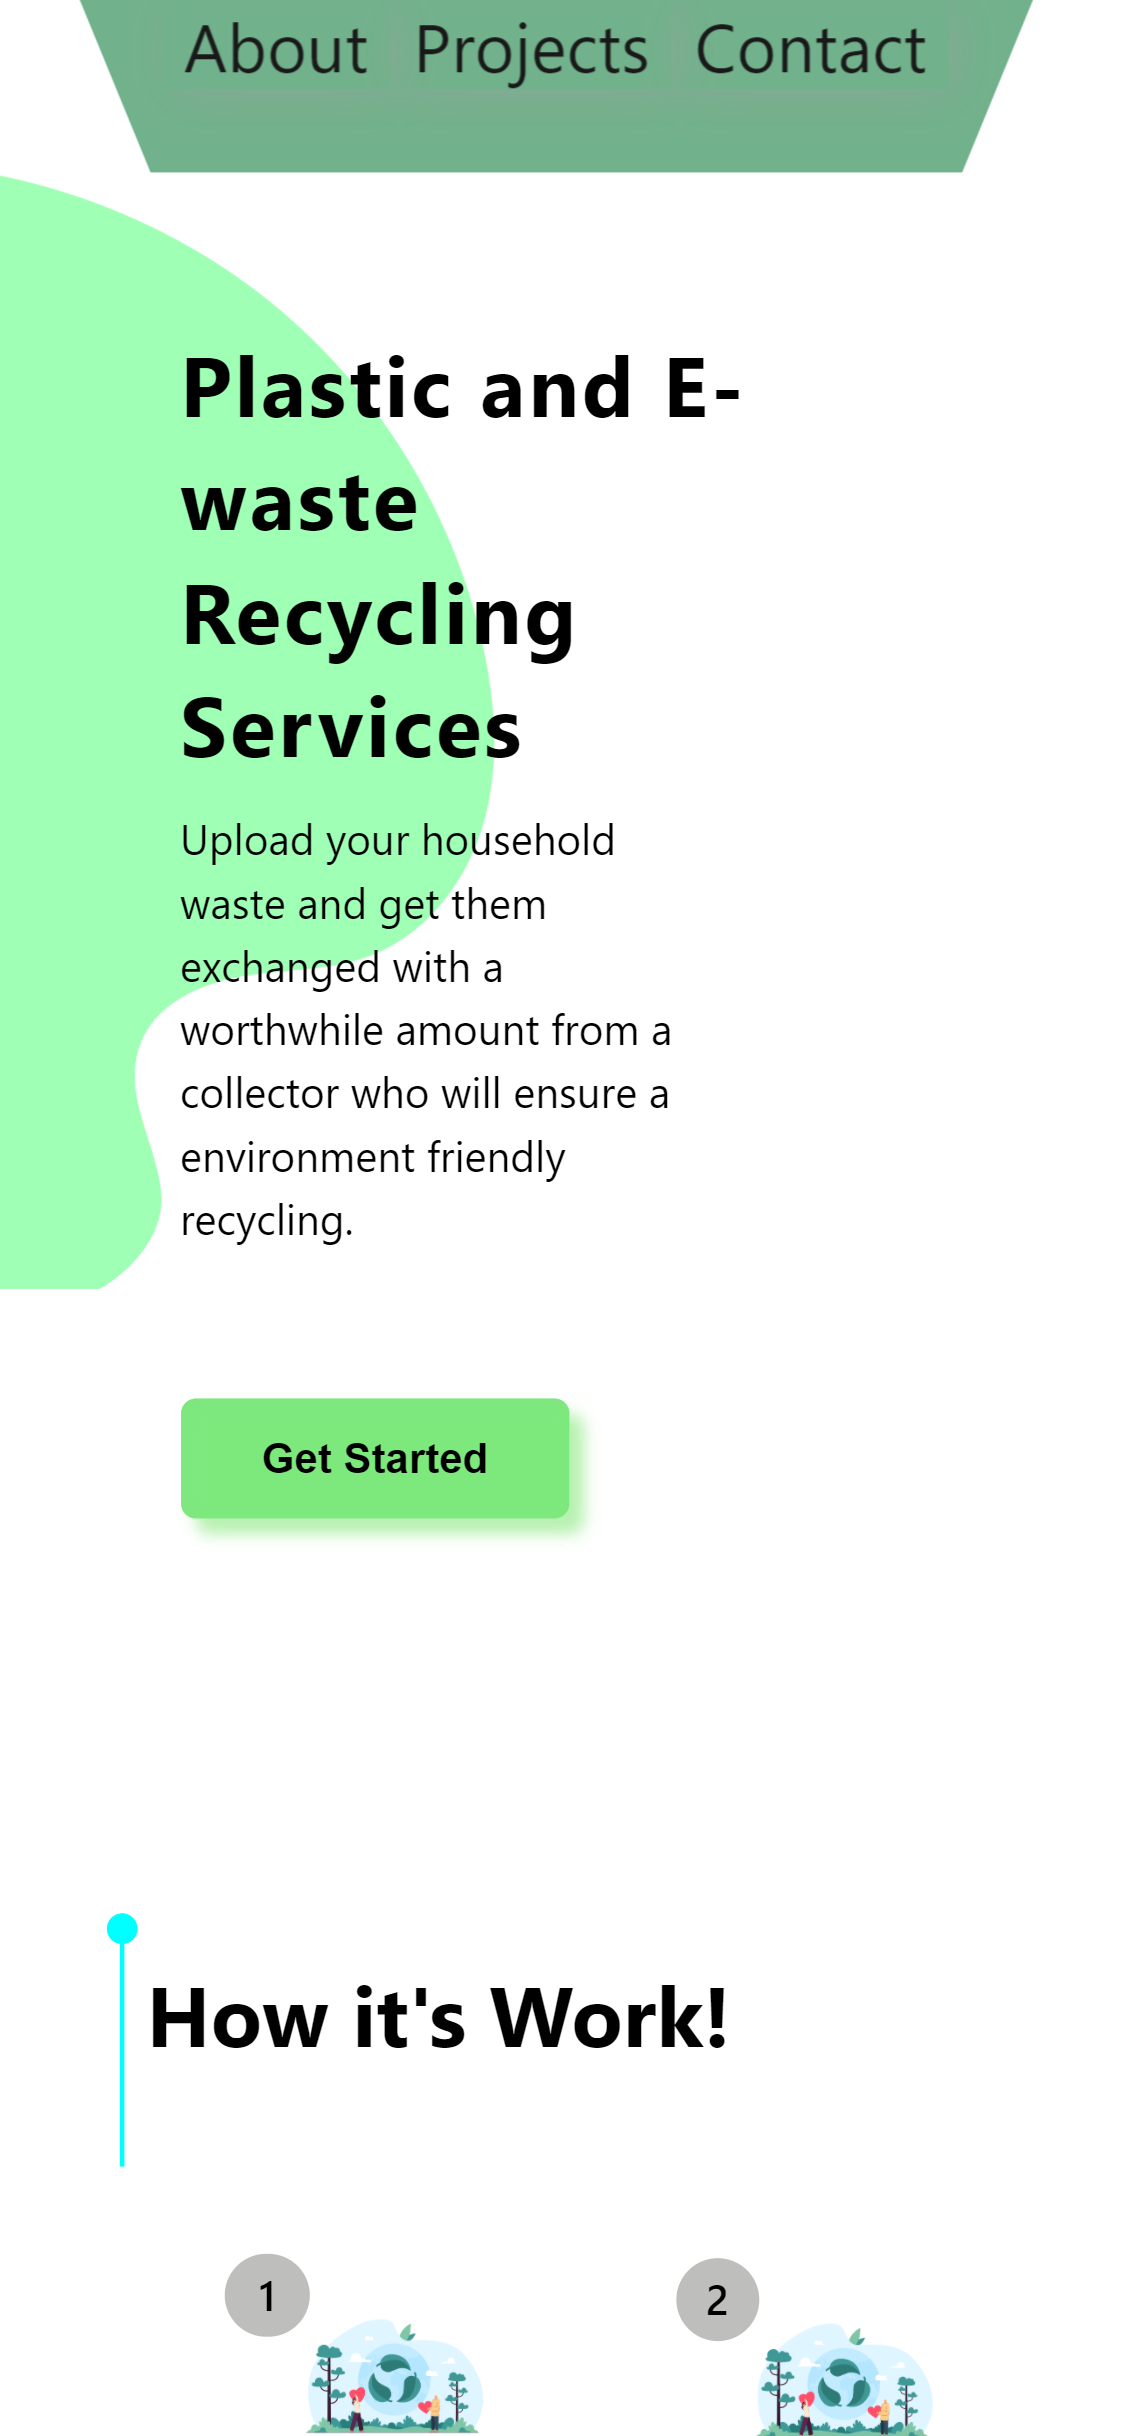 About Projects Contact
Plastic and E-
waste
Recycling
Services
Upload your household
waste and get them
exchanged with a
worthwhile amount from a
collector who will ensure a
environment friendly
recycling.
Get Started
How it's Work!
1 2